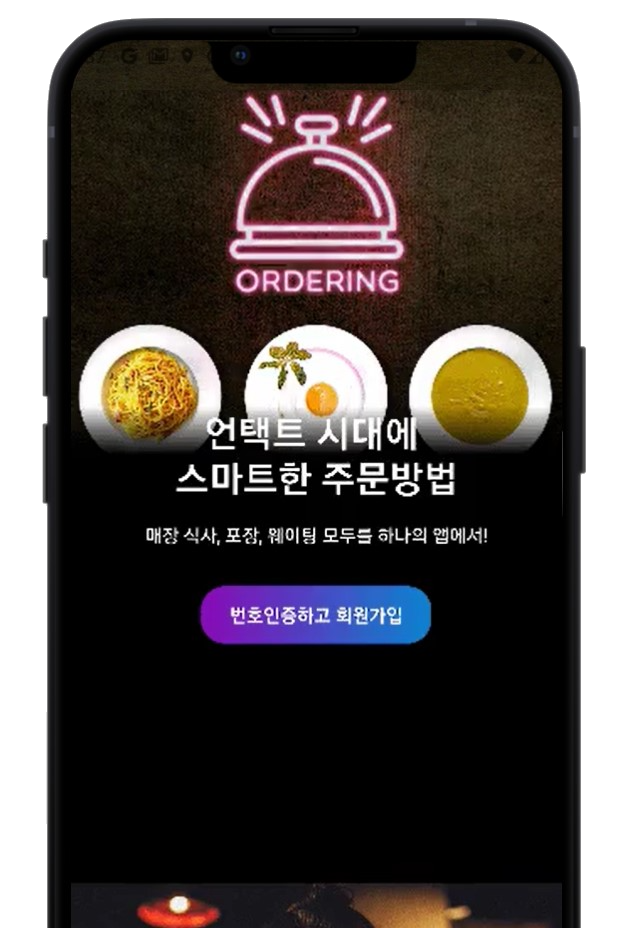 ORDERING
언택트 시대에
스마트한 주문방법
매장 식사, 포장, 웨이팅 모두를 하나의 앱에서!
번호인증하고 회원가입